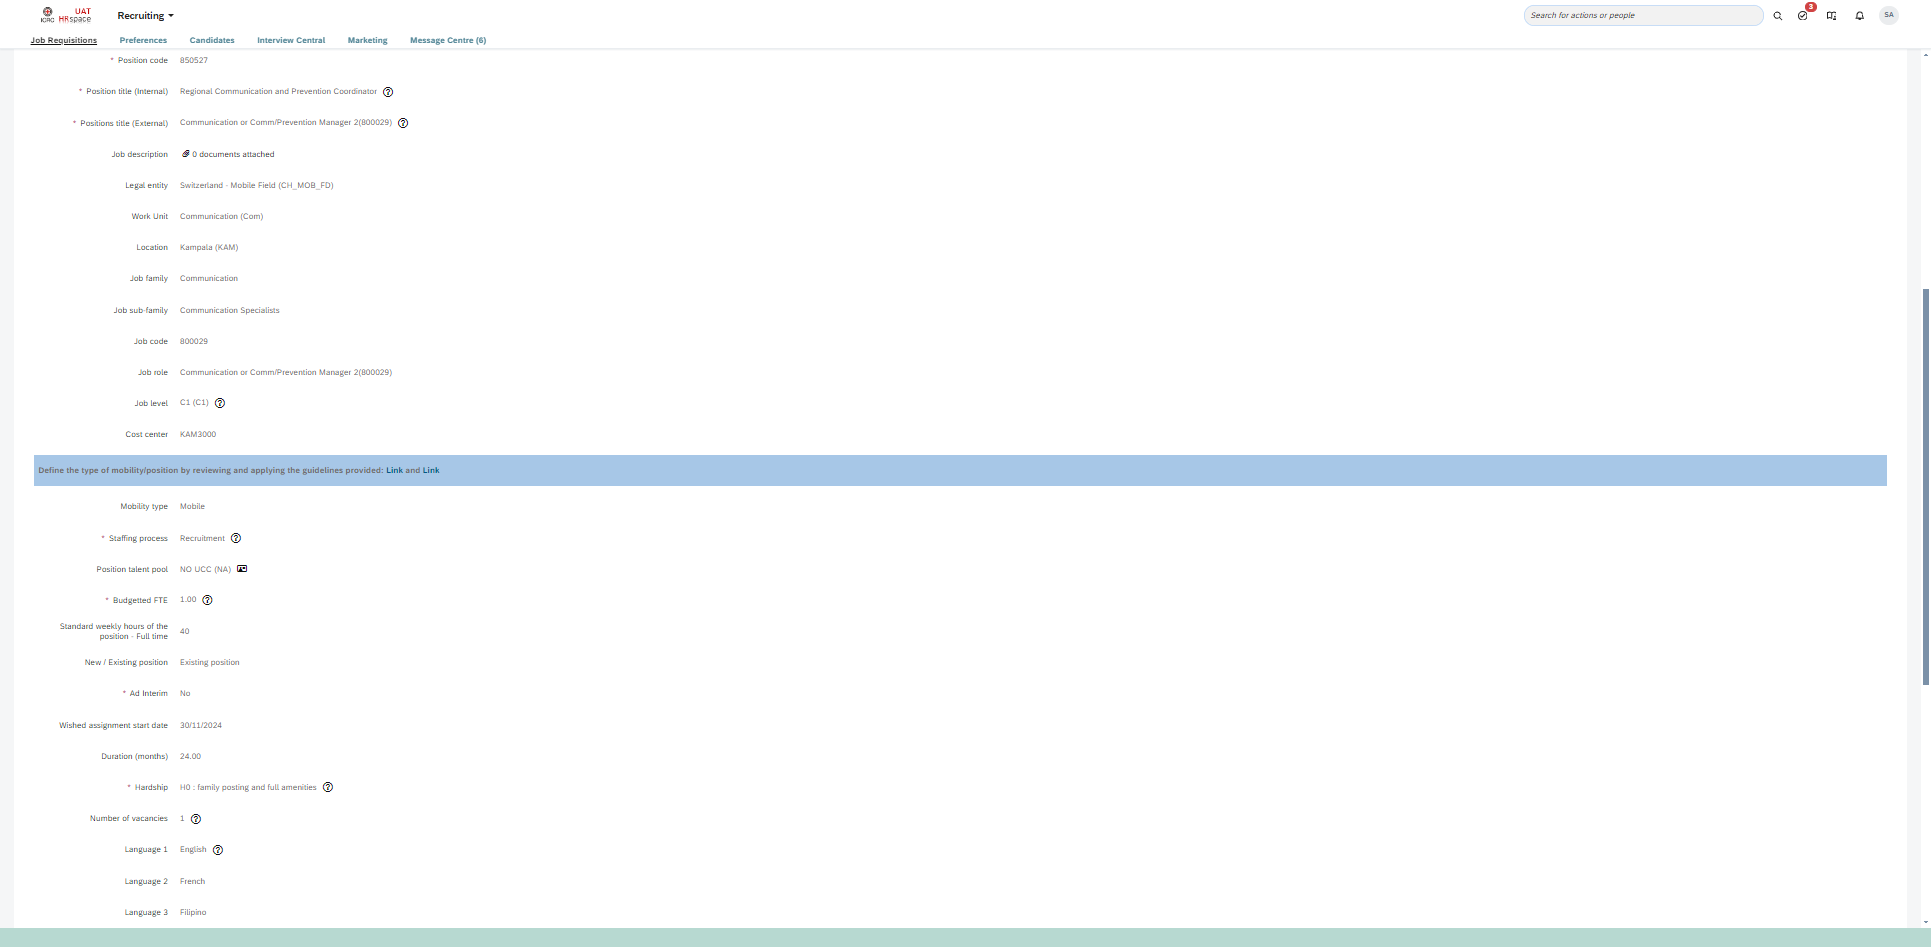 ICRC UAT HRspace
Recruiting
Search for actions or people
3
SA
Job Requisitions Preferences Candidates Interview Central Marketing Message Centre (6)
* Position code 850527
* Position title (Internal) Regional Communication and Prevention Coordinator
* Positions title (External) Communication or Comm/Prevention Manager 2(800029)
Job description 0 documents attached
Legal entity Switzerland - Mobile Field (CH_MOB_FD)
Work Unit Communication (Com)
Location Kampala (KAM)
Job family Communication
Job sub-family Communication Specialists
Job code 800029
Job role Communication or Comm/Prevention Manager 2(800029)
Job level C1 (C1)
Cost center KAM3000
Define the type of mobility/position by reviewing and applying the guidelines provided: Link and Link
Mobility type Mobile
* Staffing process Recruitment
Position talent pool NO UCC (NA)
* Budgetted FTE 1.00
Standard weekly hours of the
position - Full time 40
New / Existing position Existing position
* Ad Interim No
Wished assignment start date 30/11/2024
Duration (months) 24.00
* Hardship H0 : family posting and full amenities
Number of vacancies 1
Language 1 English
Language 2 French
Language 3 Filipino